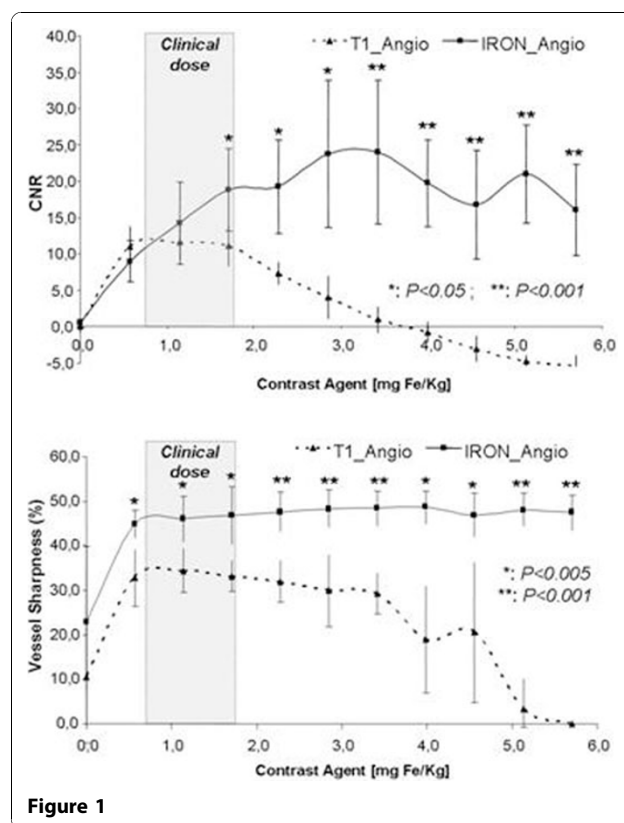 T1_Angio IRON_Angio
Clinical
dose
40,0
35,0
30,0
25,0
20,0
15,0
10,0
5,0
0,0
-5,0
CNR
* * * ** ** ** ** **
*: P<0.05 ; **: P<0.001
0,0 1,0 2,0 3,0 4,0 5,0 6,0
Contrast Agent [mg Fe/Kg]
T1_Angio IRON_Angio
Clinical
dose
60,0
50,0
40,0
30,0
20,0
10,0
0,0
Vessel Sharpness (%)
* * * ** ** ** * * ** **
*: P<0.005
**: P<0.001
0,0 1,0 2,0 3,0 4,0 5,0 6,0
Contrast Agent [mg Fe/Kg]
Figure 1